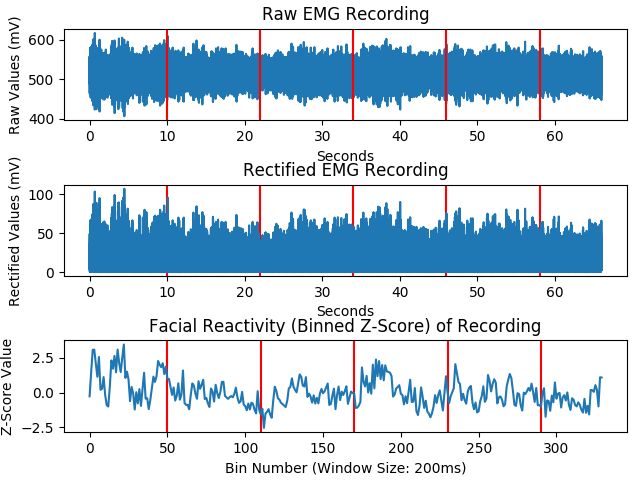 Raw EMG Recording
Raw Values (mV)
600
500
400
0 10 20 30 40 50 60
Seconds
Rectified EMG Recording
Rectified Values (mV)
100
50
0
0 10 20 30 40 50 60
Seconds
Facial Reactivity (Binned Z-Score) of Recording
Z-Score Value
2.5
0.0
−2.5
0 50 100 150 200 250 300
Bin Number (Window Size: 200ms)